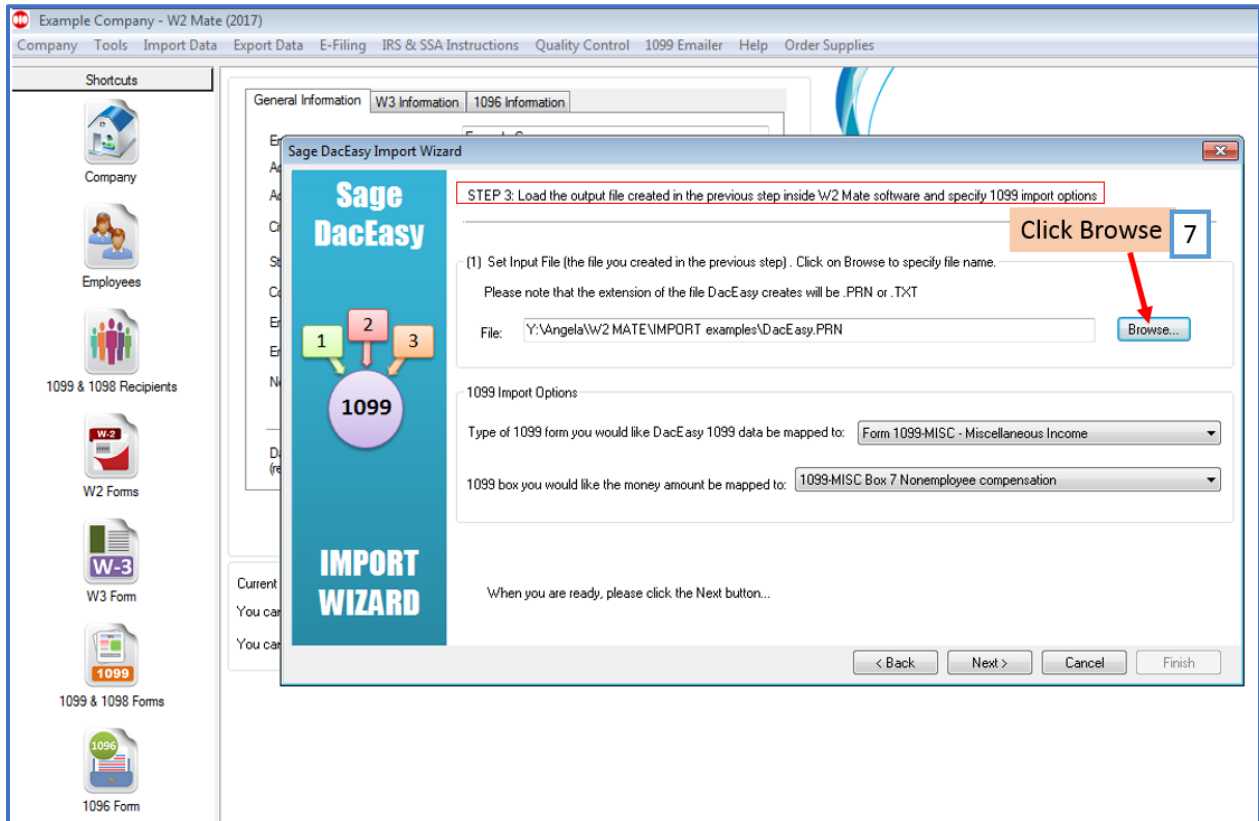 Example Company - W2 Mate (2017)
Company Tools Import Data Export Data E-Filing IRS & SSA Instructions Quality Control 1099 Emailer Help Order Supplies
Shortcuts
Company
Employees
1099 & 1098 Recipients
W-2
W2 Forms
W-3
W3 Form
1099
1099 & 1098 Forms
1096
1096 Form
General Information W3 Information 1096 Information
Sage DacEasy Import Wizard
Sage
DacEasy
1 2 3
1099
IMPORT
WIZARD
STEP 3: Load the output file created in the previous step inside W2 Mate software and specify 1099 import options
Click Browse 7
(1) Set Input File (the file you created in the previous step) . Click on Browse to specify file name.
Please note that the extension of the file DacEasy creates will be .PRN or .TXT
File: Y:\Angela\W2 MATE\IMPORT examples\DacEasy.PRN Browse...
1099 Import Options
Type of 1099 form you would like DacEasy 1099 data be mapped to: Form 1099-MISC - Miscellaneous Income
1099 box you would like the money amount be mapped to: 1099-MISC Box 7 Nonemployee compensation
When you are ready, please click the Next button...
< Back Next > Cancel Finish
Current
You can
You can